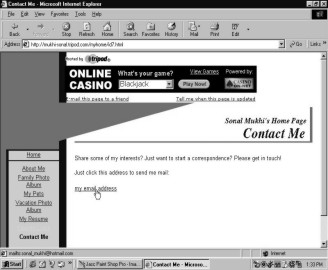 Contact Me - Microsoft Internet Explorer
File Edit View Favorites Tools Help
Back Stop Refresh Home Search Favorites History Mail Print Edit
Address http://mukhi-sonal.tripod.com/myhome/id7.html Go Links »
hosted by tripod
ONLINE CASINO What's your game? View Games Powered by
Blackjack Play Now!
t mail this page to a friend Tell me when this page is updated
Sonal Mukhi's Home Page
Contact Me
Home
About Me
Family Photo
Album
My Pets
Vacation Photo
Album
My Resume
Contact Me
Share some of my interests? Just want to start a correspondence? Please get in touch!
Just click this address to send me mail:
my email address
mailto:sonal_mukhi@hotmail.com Internet
Start Jasc Paint Shop Pro - Ima... Contact Me - Microso... 1:33 PM